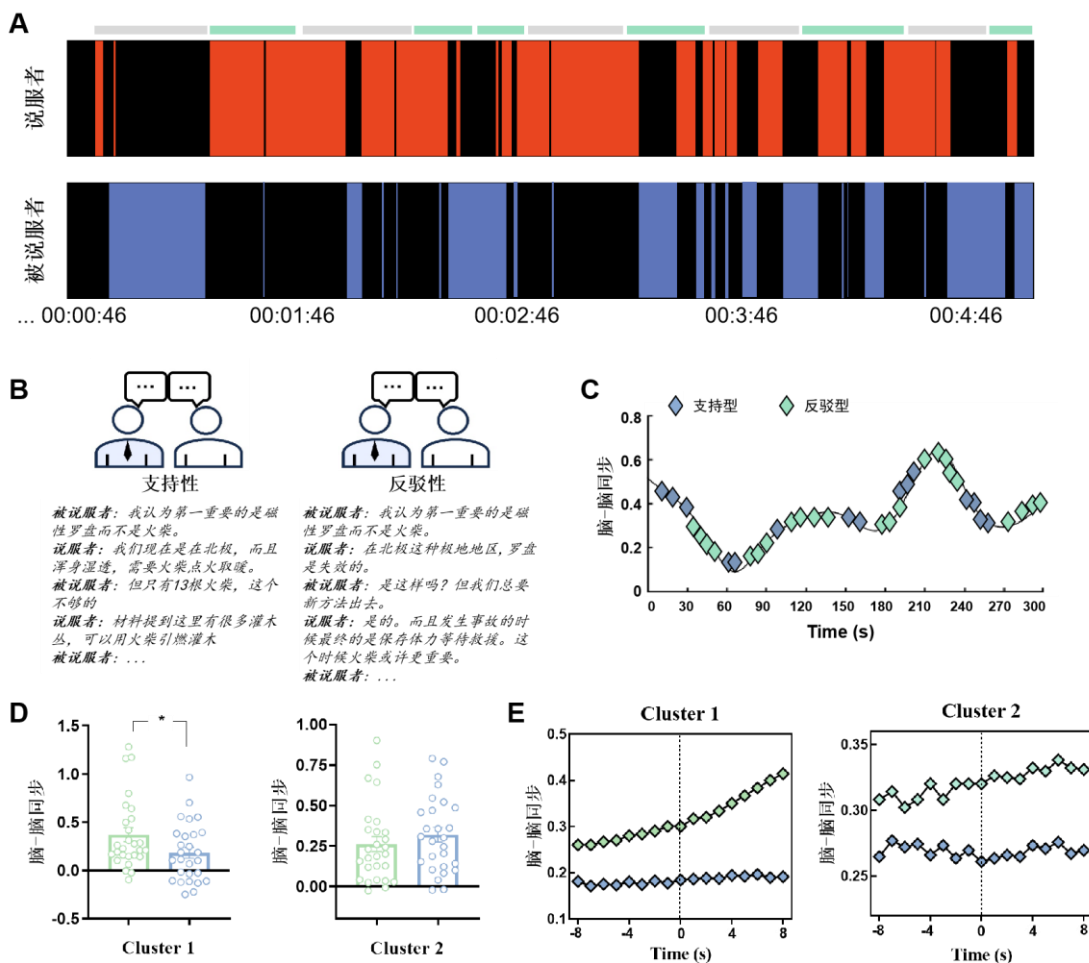 A
说服者
被说服者
... 00:00:46
00:01:46
00:02:46
00:3:46
00:4:46
B
...
...
...
...
支持性
反驳性
被说服者：我认为第一重要的是磁
性罗盘而不是火柴。
说服者：我们现在是在北极，而且
浑身湿透，需要火柴点火取暖。
被说服者：但只有13根火柴，这个
不够的
说服者：材料提到这里有很多灌木
丛，可以用火柴引燃灌木
被说服者：...
被说服者：我认为第一重要的是磁
性罗盘而不是火柴。
说服者：在北极这种极地地区，罗盘
是失效的。
被说服者：是这样吗？但我们总要
新方法出去。
说服者：是的。而且发生事故的时
候最终的是保存体力等待救援。这
个时候火柴或许更重要。
被说服者：...
C
支持型
反驳型
脑-脑同步
0.8
0.6
0.4
0.2
0
0 30 60 90 120 150 180 210 240 270 300
Time (s)
D
脑-脑同步
1.5
1.0
0.5
0.0
-0.5
*
Cluster 1
脑-脑同步
1.00
0.75
0.50
0.25
0.00
Cluster 2
E
Cluster 1
脑-脑同步
0.5
0.4
0.3
0.2
0.1
-8 -4 0 4 8
Time (s)
Cluster 2
脑-脑同步
0.35
0.30
0.25
-8 -4 0 4 8
Time (s)